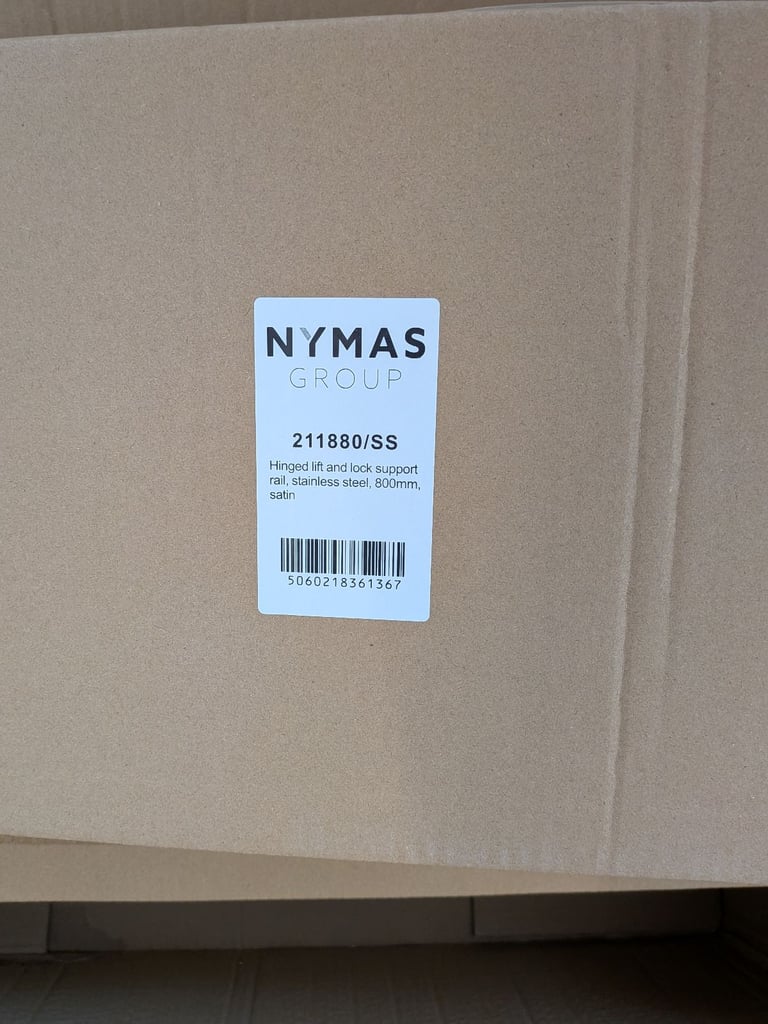 NYMAS
GROUP
211880/SS
Hinged lift and lock support
rail, stainless steel, 800mm,
satin
5060218361367